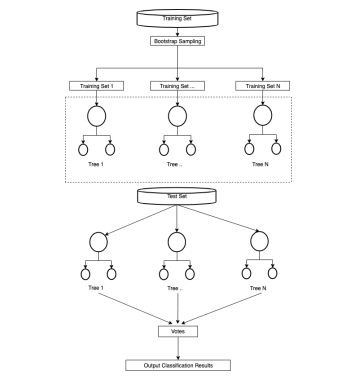 Training Set
Bootstrap Sampling
Training Set 1
Training Set ...
Training Set N
Tree 1
Tree ..
Tree N
Test Set
Tree 1
Tree ..
Tree N
Votes
Output Classification Results